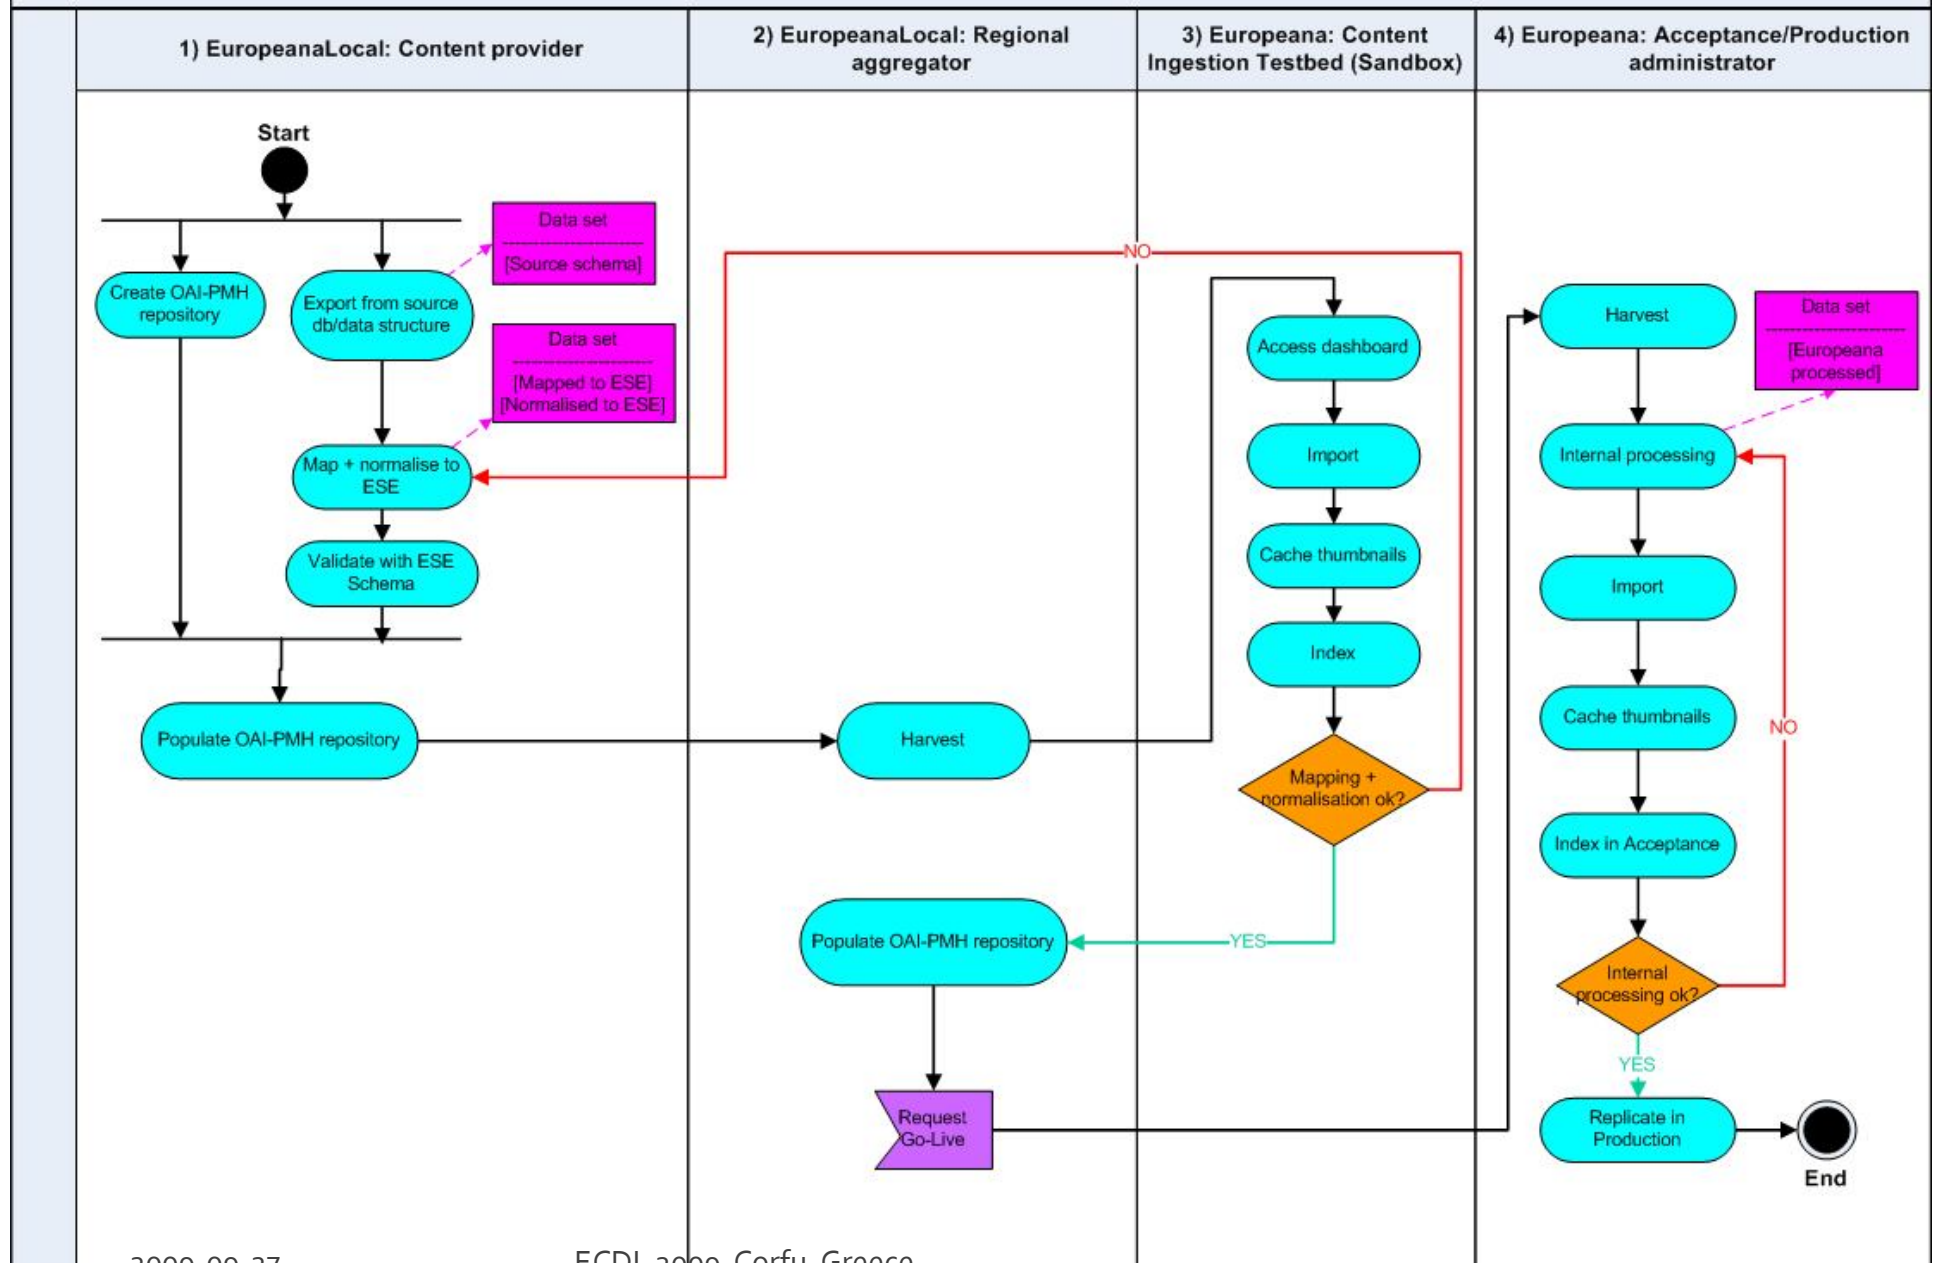 1) EuropeanaLocal: Content provider
2) EuropeanaLocal: Regional
aggregator
3) Europeana: Content
Ingestion Testbed (Sandbox)
4) Europeana: Acceptance/Production
administrator
Start
Data set
[Source schema]
Create OAI-PMH
repository
Export from source
db/data structure
Data set
[Mapped to ESE]
[Normalised to ESE]
Map + normalise to
ESE
Validate with ESE
Schema
Populate OAI-PMH repository
Harvest
Populate OAI-PMH repository
Request
Go-Live
NO
Access dashboard
Import
Cache thumbnails
Index
Mapping +
normalisation ok?
YES
Harvest
Data set
[Europeana
processed]
Internal processing
Import
Cache thumbnails
NO
Index in Acceptance
Internal
processing ok?
YES
Replicate in
Production
End
ECDL 2009, Corfu, Greece